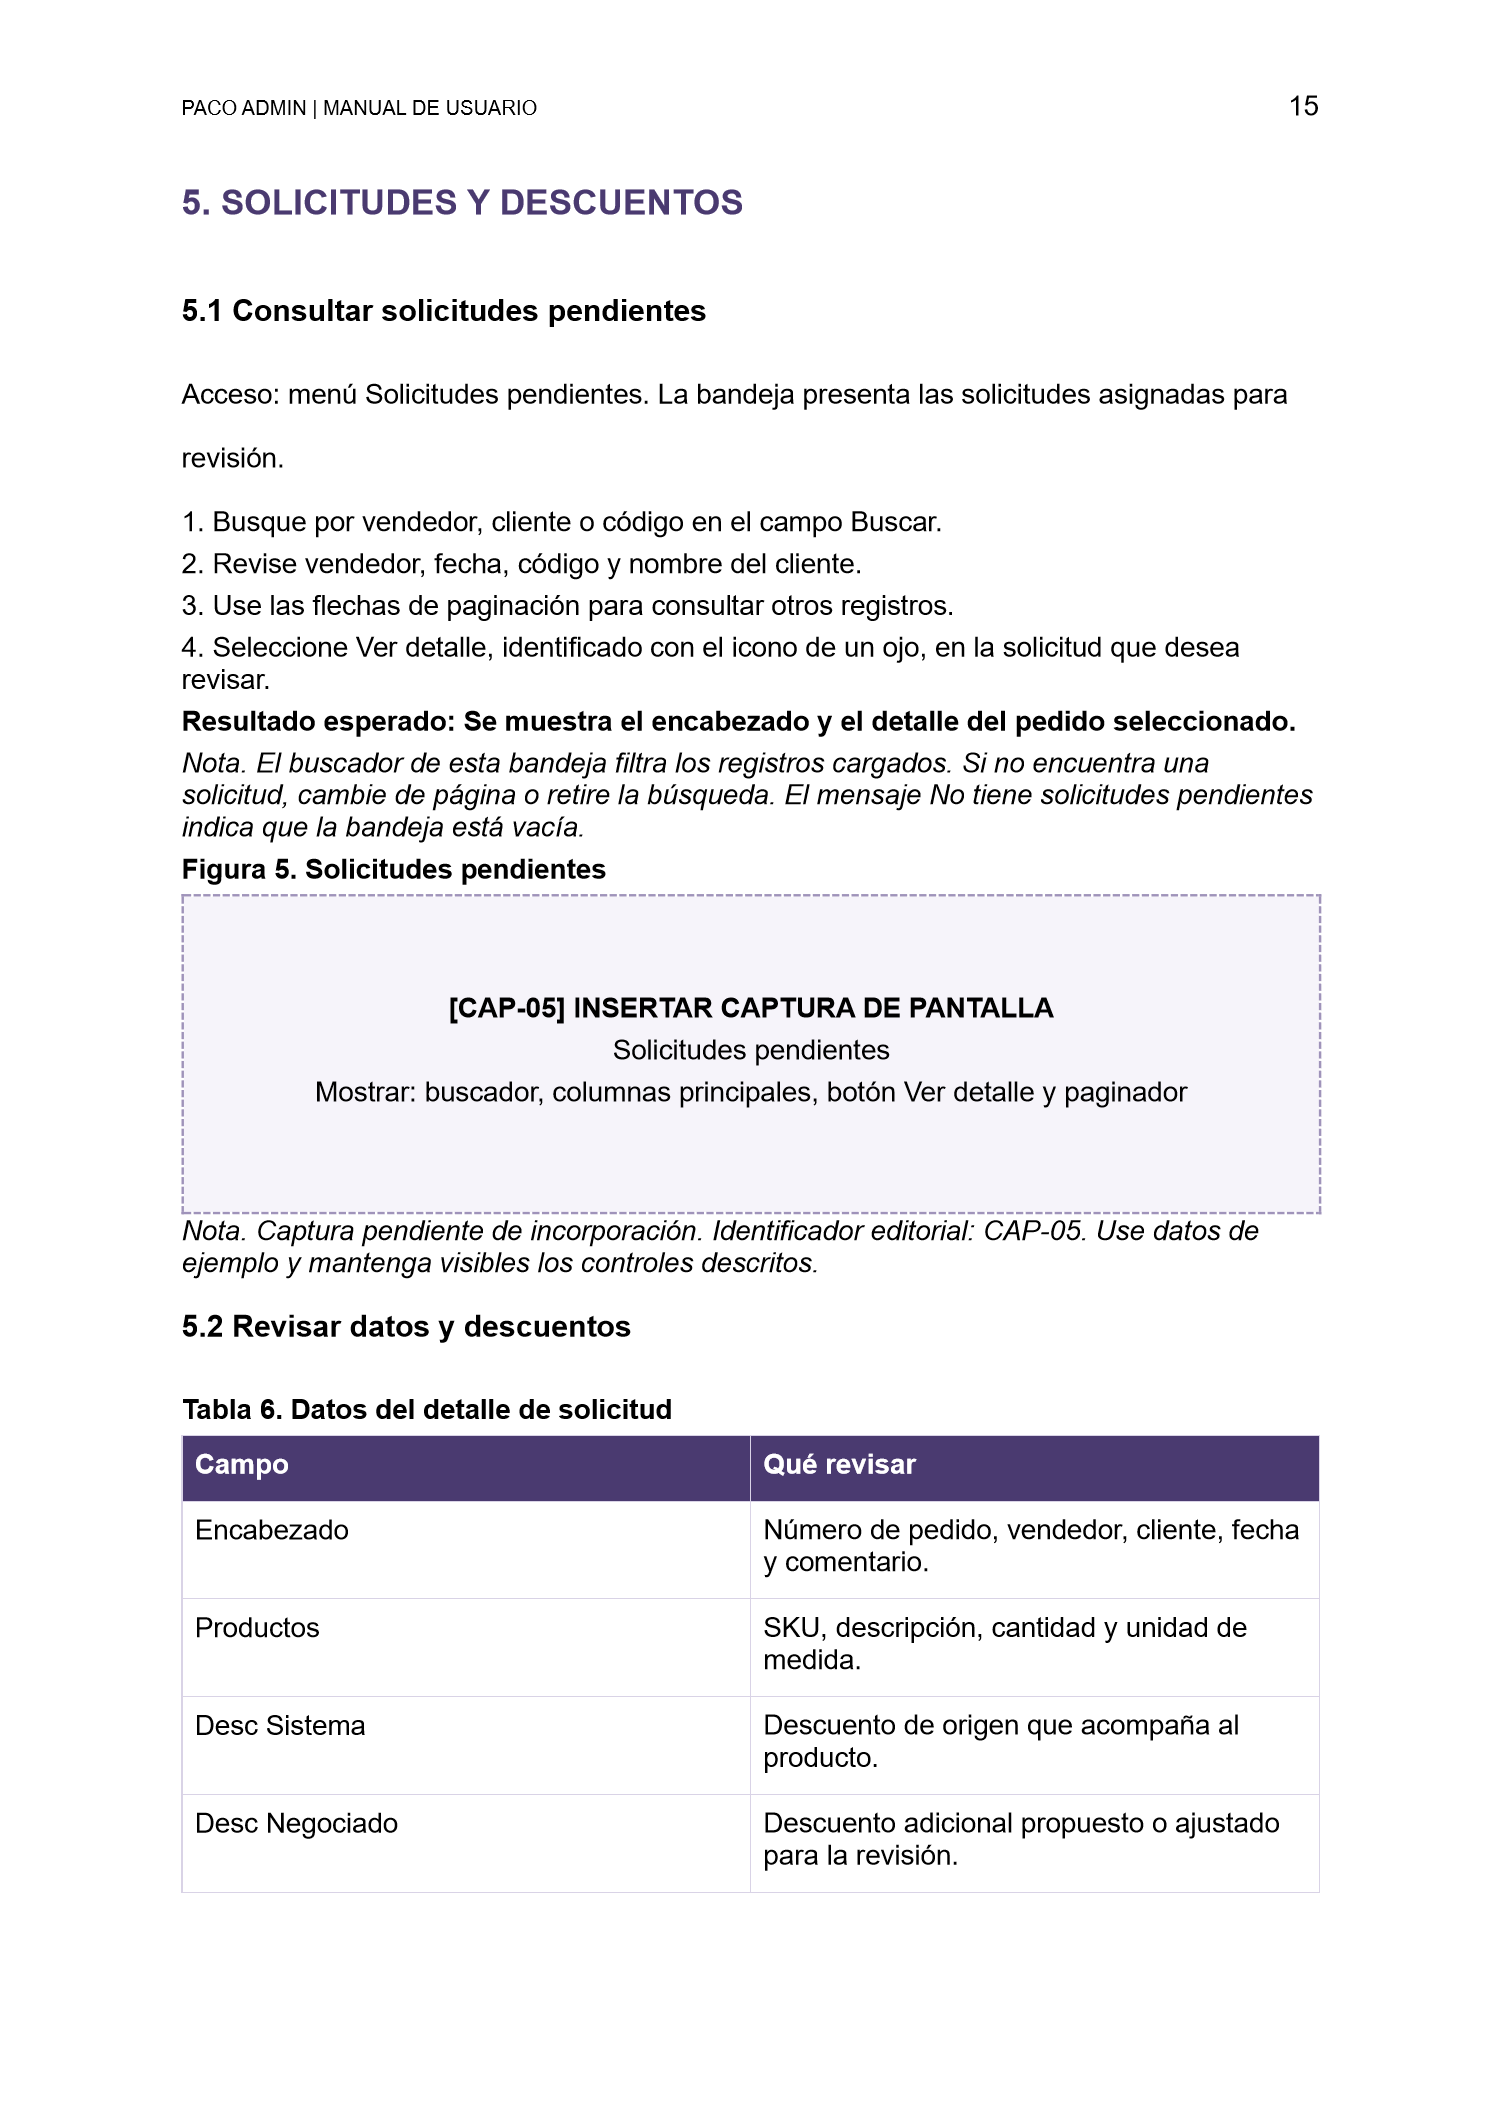 PACO ADMIN | MANUAL DE USUARIO
15
5. SOLICITUDES Y DESCUENTOS
5.1 Consultar solicitudes pendientes
Acceso: menú Solicitudes pendientes. La bandeja presenta las solicitudes asignadas para
revisión.
1. Busque por vendedor, cliente o código en el campo Buscar.
2. Revise vendedor, fecha, código y nombre del cliente.
3. Use las flechas de paginación para consultar otros registros.
4. Seleccione Ver detalle, identificado con el icono de un ojo, en la solicitud que desea
revisar.
Resultado esperado: Se muestra el encabezado y el detalle del pedido seleccionado.
Nota. El buscador de esta bandeja filtra los registros cargados. Si no encuentra una
solicitud, cambie de página o retire la búsqueda. El mensaje No tiene solicitudes pendientes
indica que la bandeja está vacía.
Figura 5. Solicitudes pendientes
[CAP-05] INSERTAR CAPTURA DE PANTALLA
Solicitudes pendientes
Mostrar: buscador, columnas principales, botón Ver detalle y paginador
Nota. Captura pendiente de incorporación. Identificador editorial: CAP-05. Use datos de
ejemplo y mantenga visibles los controles descritos.
5.2 Revisar datos y descuentos
Tabla 6. Datos del detalle de solicitud
Campo
Qué revisar
Encabezado
Número de pedido, vendedor, cliente, fecha
y comentario.
Productos
SKU, descripción, cantidad y unidad de
medida.
Desc Sistema
Descuento de origen que acompaña al
producto.
Desc Negociado
Descuento adicional propuesto o ajustado
para la revisión.